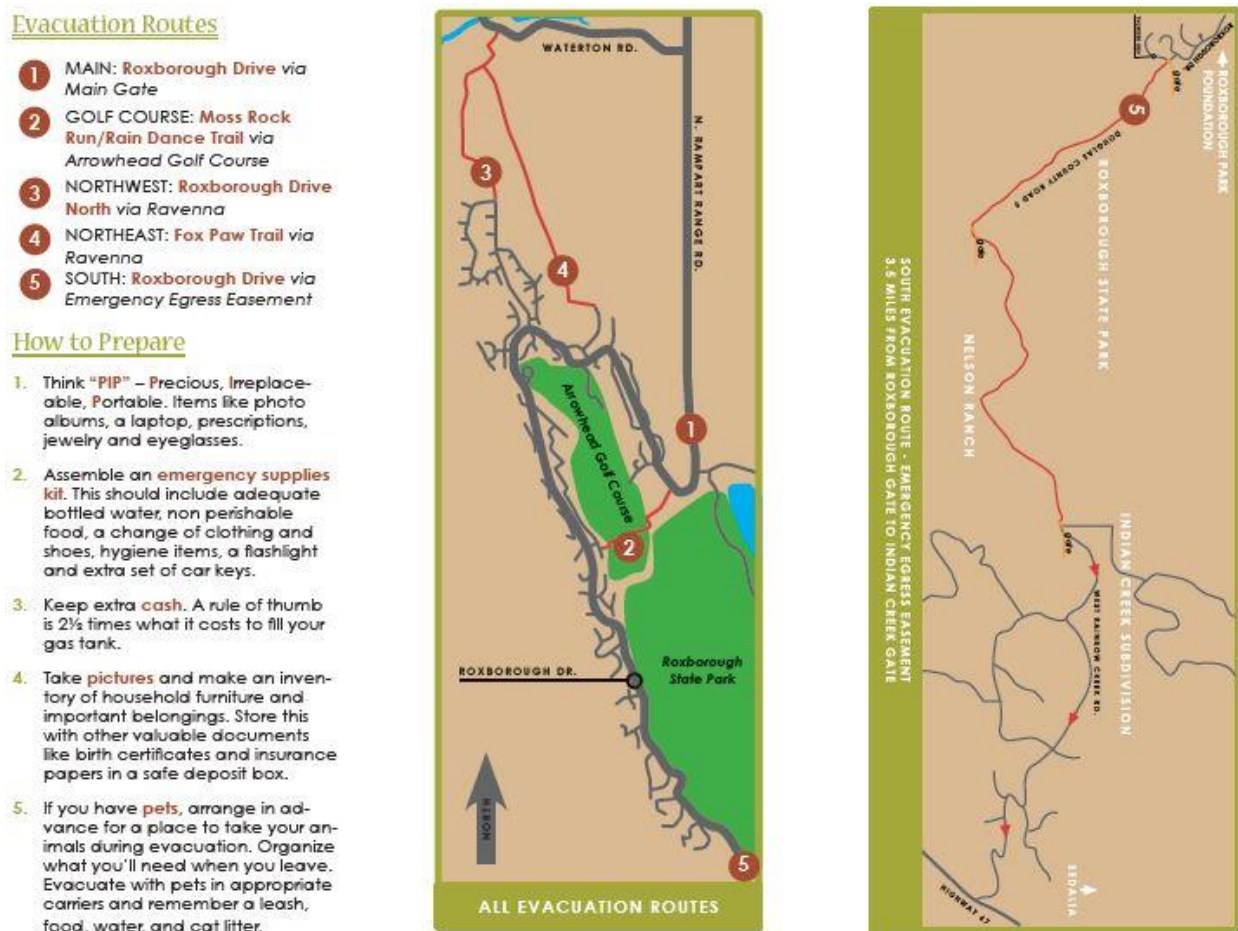 Evacuation Routes
1 MAIN: Roxborough Drive via
Main Gate
2 GOLF COURSE: Moss Rock
Run/Rain Dance Trail via
Arrowhead Golf Course
3 NORTHWEST: Roxborough Drive
North via Ravenna
4 NORTHEAST: Fox Paw Trail via
Ravenna
5 SOUTH: Roxborough Drive via
Emergency Egress Easement
How to Prepare
1. Think “PIP” – Precious, Irreplace-
able, Portable. Items like photo
albums, a laptop, prescriptions,
jewelry and eyeglasses.
2. Assemble an emergency supplies
kit. This should include adequate
bottled water, non perishable
food, a change of clothing and
shoes, hygiene items, a flashlight
and extra set of car keys.
3. Keep extra cash. A rule of thumb
is 2½ times what it costs to fill your
gas tank.
4. Take pictures and make an inven-
tory of household furniture and
important belongings. Store this
with other valuable documents
like birth certificates and insurance
papers in a safe deposit box.
5. If you have pets, arrange in ad-
vance for a place to take your an-
imals during evacuation. Organize
what you'll need when you leave.
Evacuate with pets in appropriate
carriers and remember a leash,
food, water, and cat litter.
WATERTON RD.
N. RAMPART RANGE RD.
3
4
1
Arrowhead Golf Course
2
ROXBOROUGH DR.
Roxborough
State Park
NORTH
5
ALL EVACUATION ROUTES
SOUTH EVACUATION ROUTE - EMERGENCY EGRESS EASEMENT
3.5 MILES FROM ROXBOROUGH GATE TO INDIAN CREEK GATE
ROXBOROUGH DR.
ROXBOROUGH PARK
FOUNDATION
gate
5
DOUGLAS COUNTY ROAD 5
ROXBOROUGH STATE PARK
gate
NELSON RANCH
gate
INDIAN CREEK SUBDIVISION
WEST RAINBOW CREEK RD.
SEDALIA
HIGHWAY 67